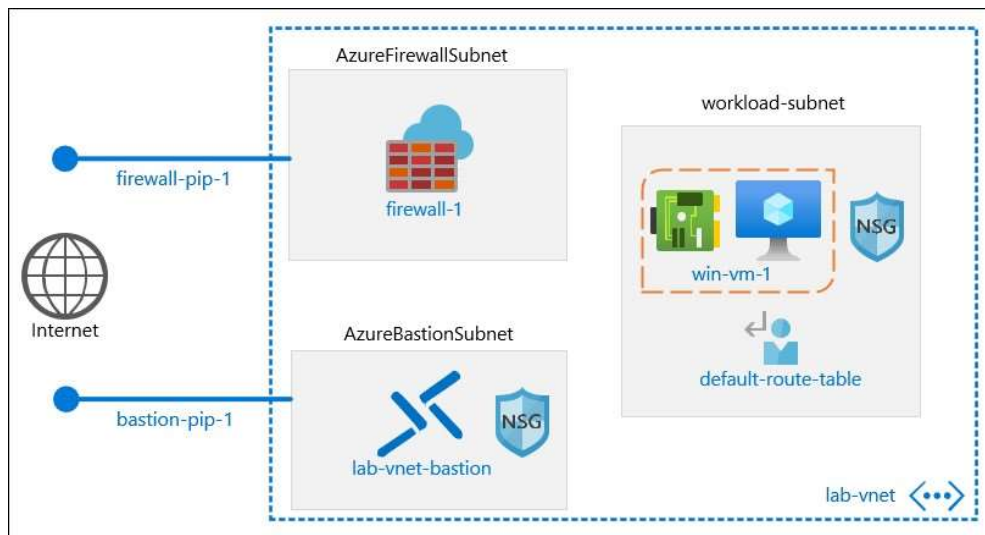 AzureFirewallSubnet
firewall-pip-1
firewall-1
workload-subnet
NSG
win-vm-1
default-route-table
Internet
AzureBastionSubnet
bastion-pip-1
NSG
lab-vnet-bastion
lab-vnet